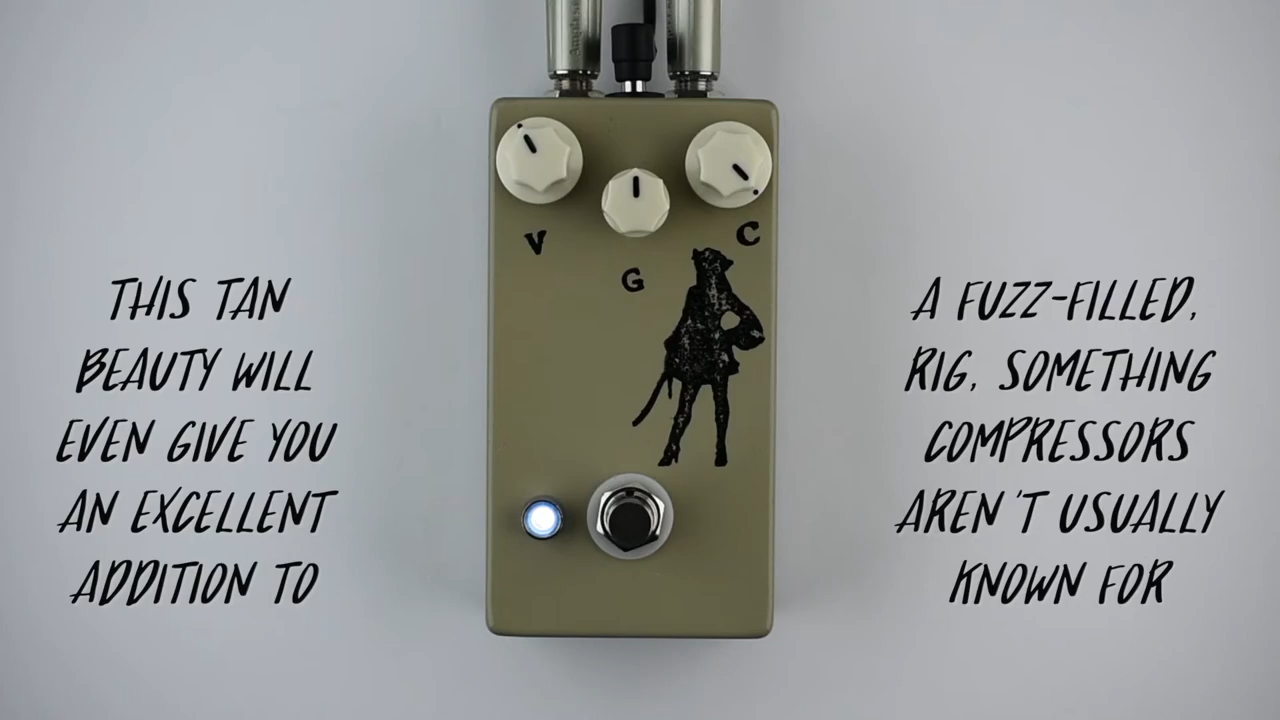 THIS TAN
BEAUTY WILL
EVEN GIVE YOU
AN EXCELLENT
ADDITION TO
V
G
C
A FUZZ-FILLED,
RIG, SOMETHING
COMPRESSORS
AREN'T USUALLY
KNOWN FOR